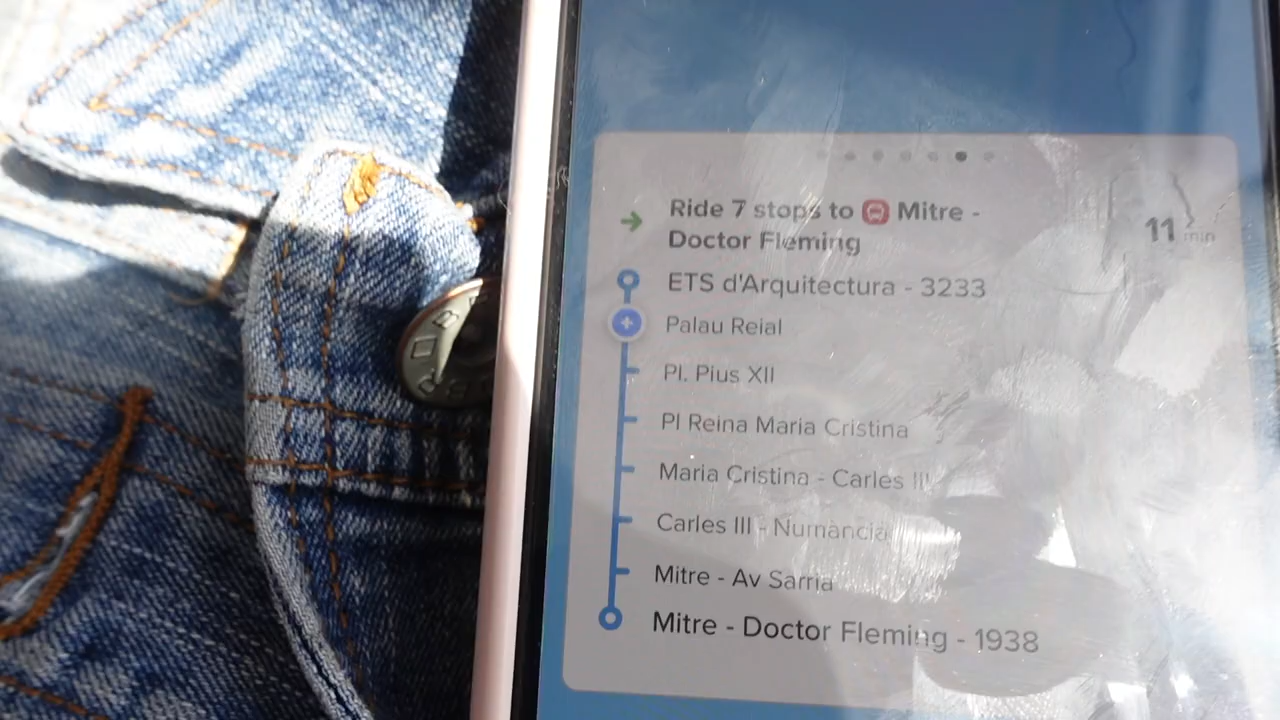 Ride 7 stops to Mitre -
Doctor Fleming
11 min
ETS d'Arquitectura - 3233
Palau Reial
Pl. Pius XII
Pl Reina Maria Cristina
Maria Cristina - Carles III
Carles III - Numància
Mitre - Av Sarria
Mitre - Doctor Fleming - 1938